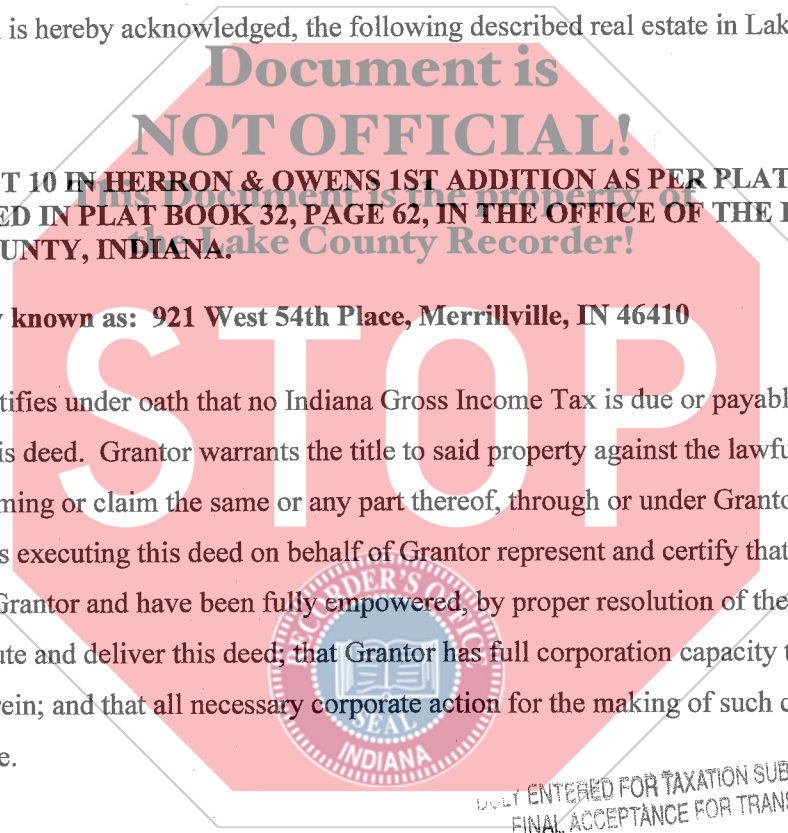 is hereby acknowledged, the following described real estate in Lak
Document is
NOT OFFICIAL!
T 10 IN HERRON & OWENS 1ST ADDITION AS PER PLAT
This Document is the property of
ED IN PLAT BOOK 32, PAGE 62, IN THE OFFICE OF THE
the Lake County Recorder!
UNTY, INDIANA.
known as: 921 West 54th Place, Merrillville, IN 46410
STOP
tifies under oath that no Indiana Gross Income Tax is due or payabl
is deed. Grantor warrants the title to said property against the lawfu
ming or claim the same or any part thereof, through or under Granto
s executing this deed on behalf of Grantor represent and certify that
Grantor and have been fully empowered, by proper resolution of the
ute and deliver this deed; that Grantor has full corporation capacity t
rein; and that all necessary corporate action for the making of such c
e.
RECORDER'S OFFICE
SEAL
INDIANA
DULY ENTERED FOR TAXATION SUB
FINAL ACCEPTANCE FOR TRANS